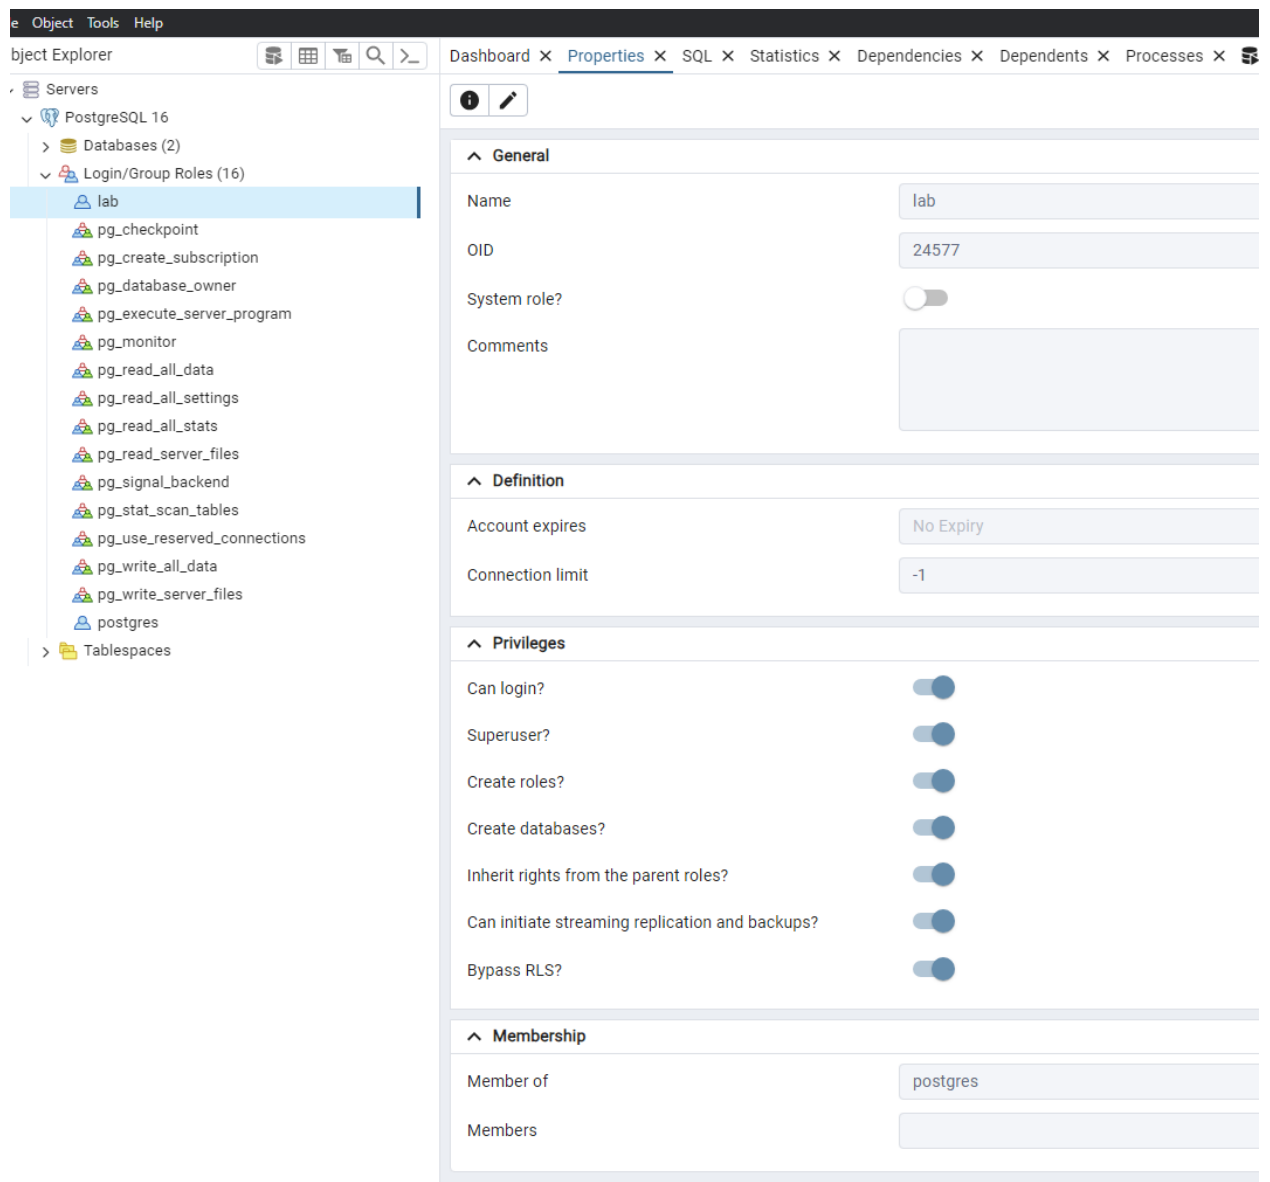 e Object Tools Help
bject Explorer
Dashboard Properties SQL Statistics Dependencies Dependents Processes
Servers
PostgreSQL 16
Databases (2)
Login/Group Roles (16)
lab
pg_checkpoint
pg_create_subscription
pg_database_owner
pg_execute_server_program
pg_monitor
pg_read_all_data
pg_read_all_settings
pg_read_all_stats
pg_read_server_files
pg_signal_backend
pg_stat_scan_tables
pg_use_reserved_connections
pg_write_all_data
pg_write_server_files
postgres
Tablespaces
General
Name lab
OID 24577
System role?
Comments
Definition
Account expires No Expiry
Connection limit -1
Privileges
Can login?
Superuser?
Create roles?
Create databases?
Inherit rights from the parent roles?
Can initiate streaming replication and backups?
Bypass RLS?
Membership
Member of postgres
Members